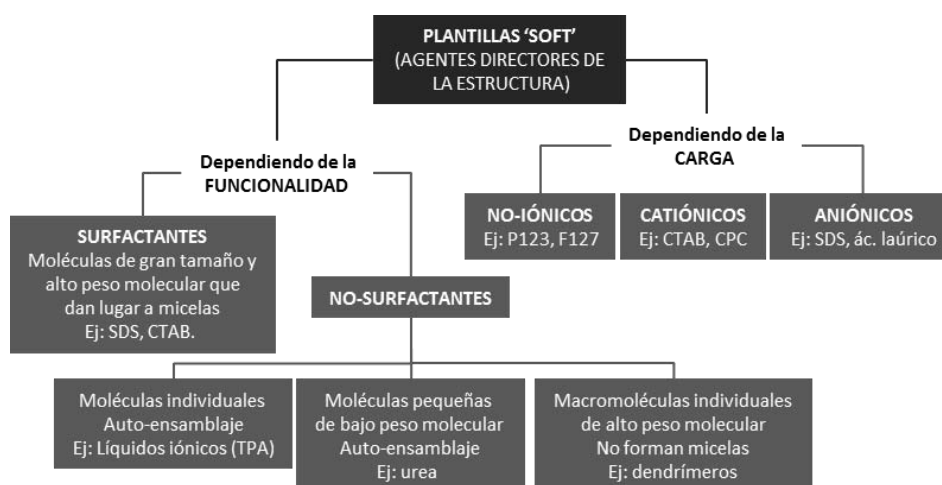 PLANTILLAS 'SOFT'
(AGENTES DIRECTORES DE
LA ESTRUCTURA)
Dependiendo de la
FUNCIONALIDAD
Dependiendo de la
CARGA
SURFACTANTES
Moléculas de gran tamaño y
alto peso molecular que
dan lugar a micelas
Ej: SDS, CTAB.
NO-SURFACTANTES
NO-IÓNICOS
Ej: P123, F127
CATIÓNICOS
Ej: CTAB, CPC
ANIÓNICOS
Ej: SDS, ác. laúrico
Moléculas individuales
Auto-ensamblaje
Ej: Líquidos iónicos (TPA)
Moléculas pequeñas
de bajo peso molecular
Auto-ensamblaje
Ej: urea
Macromoléculas individuales
de alto peso molecular
No forman micelas
Ej: dendrímeros